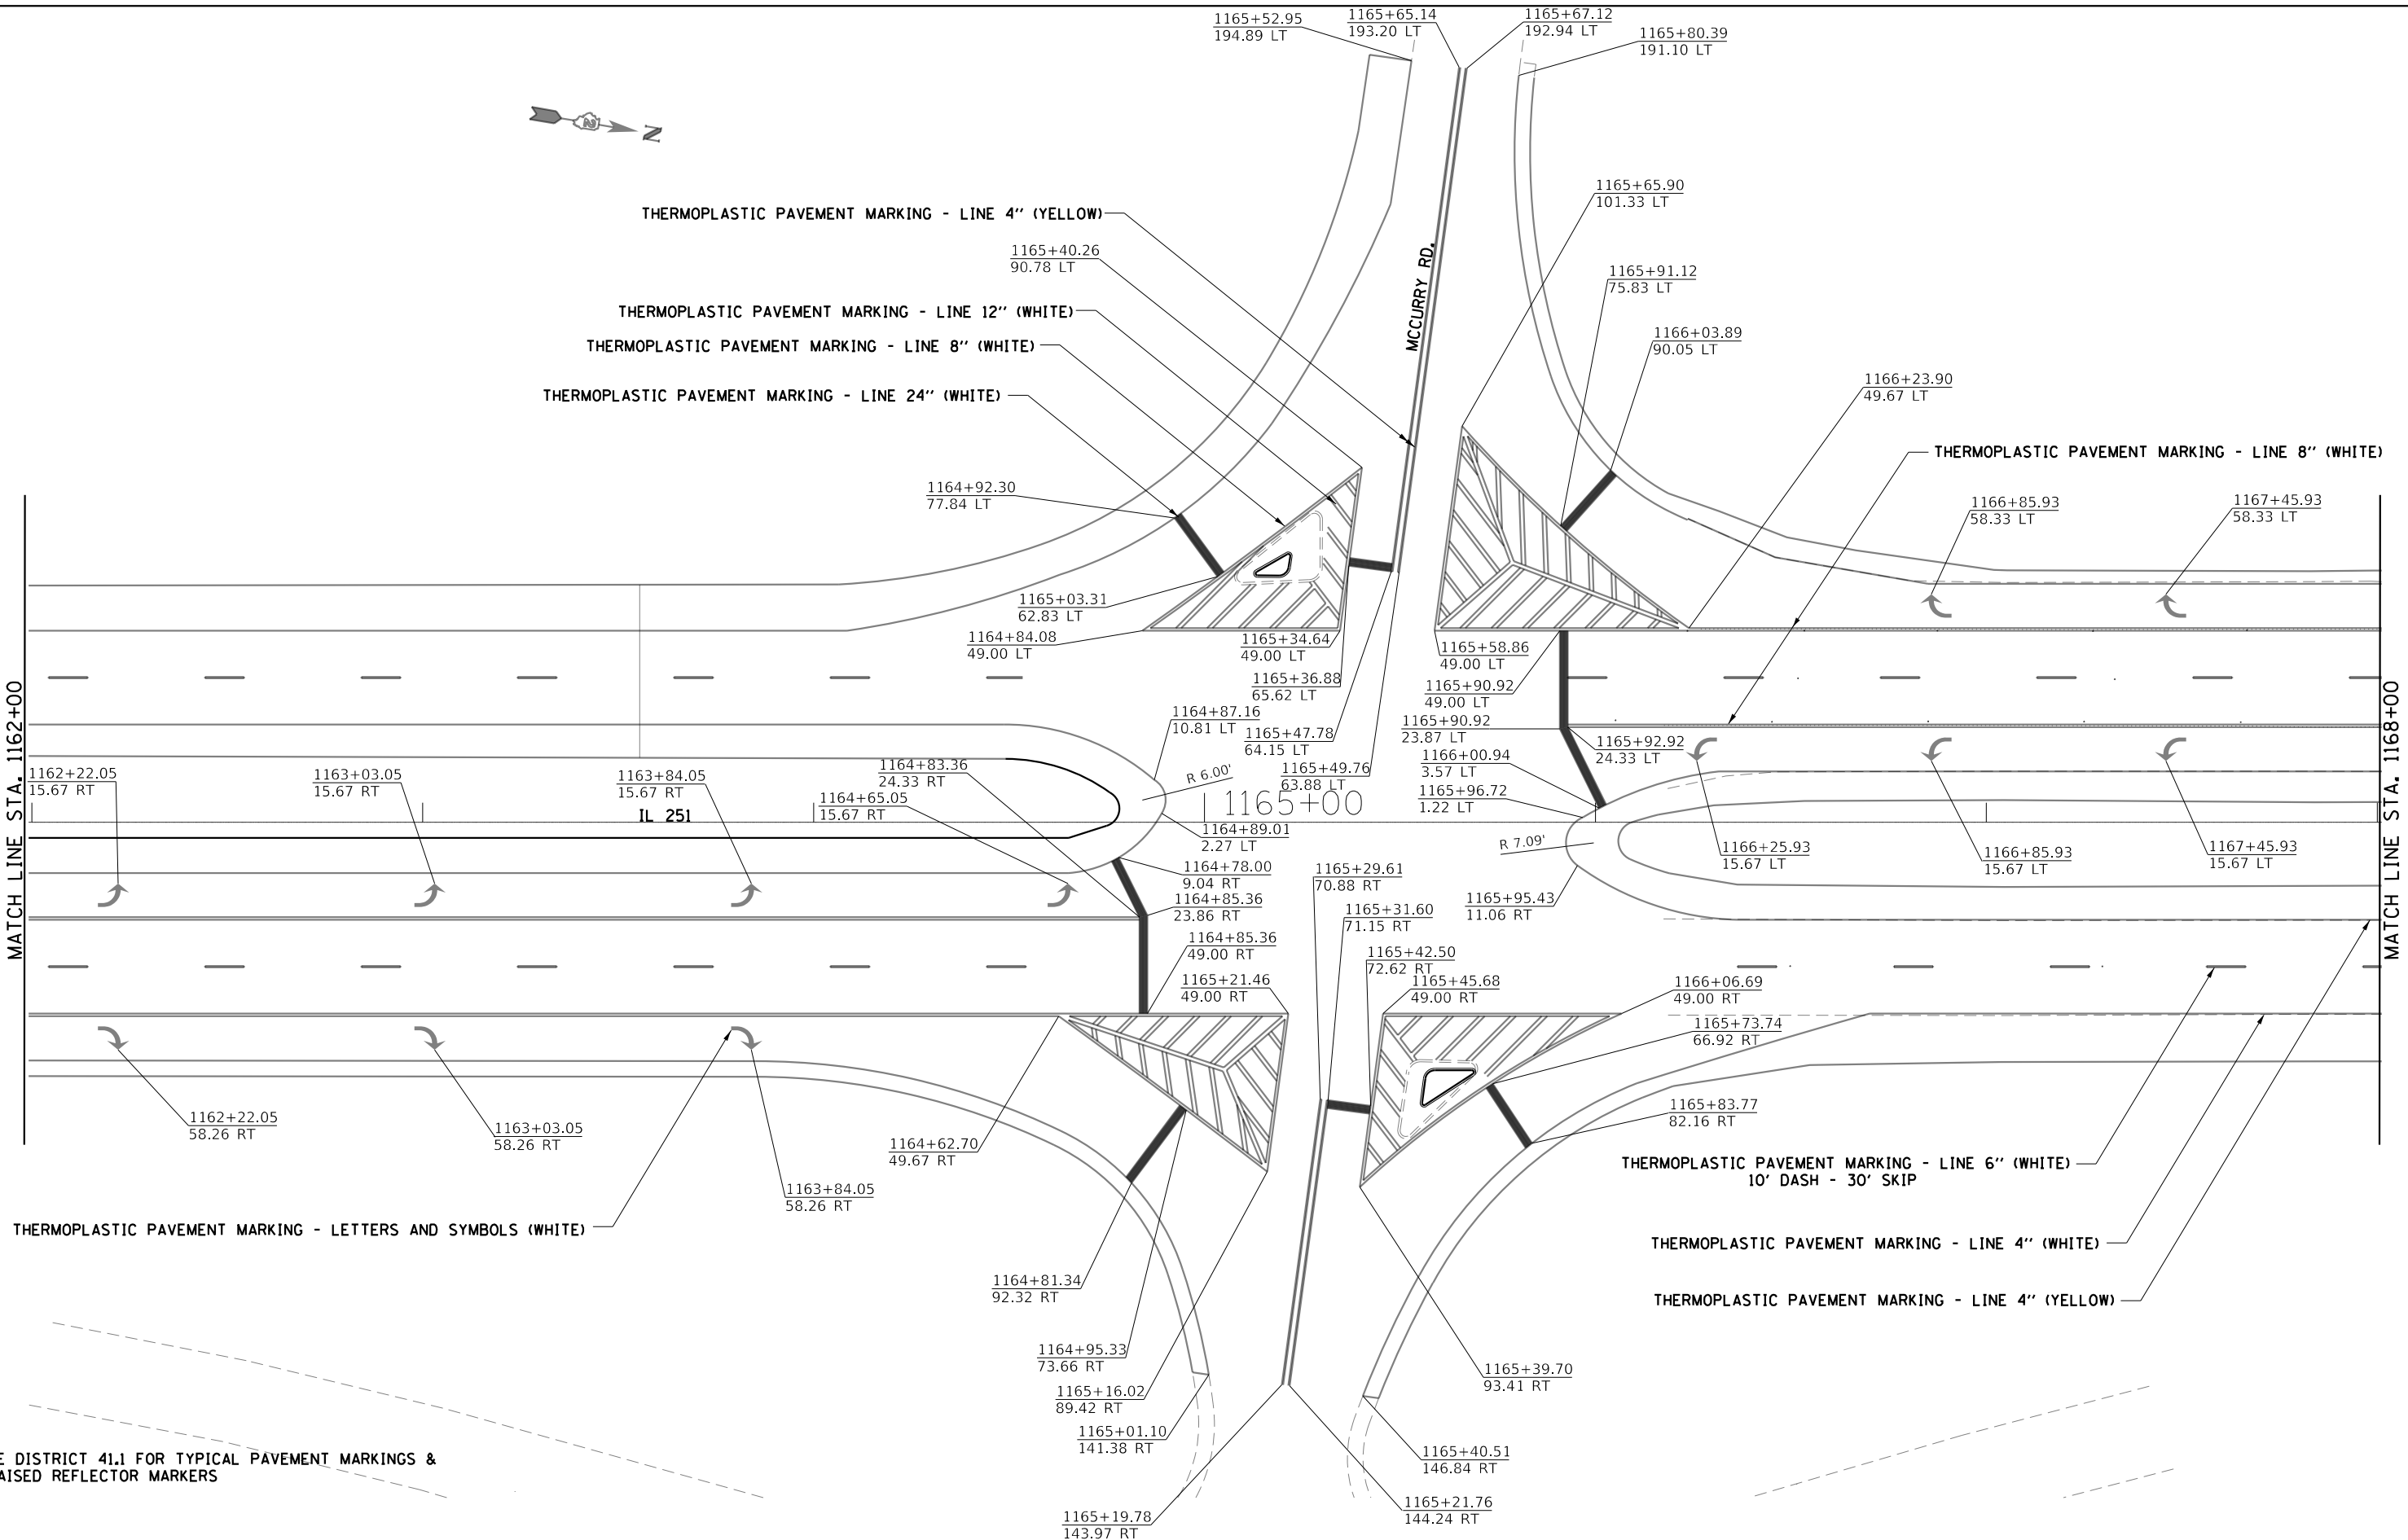 1165+52.95
194.89 LT
1165+65.14
193.20 LT
1165+67.12
192.94 LT
1165+80.39
191.10 LT
N
THERMOPLASTIC PAVEMENT MARKING - LINE 4" (YELLOW)
1165+65.90
101.33 LT
1165+40.26
90.78 LT
MCCURRY RD.
1165+91.12
75.83 LT
THERMOPLASTIC PAVEMENT MARKING - LINE 12" (WHITE)
THERMOPLASTIC PAVEMENT MARKING - LINE 8" (WHITE)
1166+03.89
90.05 LT
THERMOPLASTIC PAVEMENT MARKING - LINE 24" (WHITE)
1166+23.90
49.67 LT
THERMOPLASTIC PAVEMENT MARKING - LINE 8" (WHITE)
1164+92.30
77.84 LT
1166+85.93
58.33 LT
1167+45.93
58.33 LT
1165+03.31
62.83 LT
1164+84.08
49.00 LT
1165+34.64
49.00 LT
1165+58.86
49.00 LT
1165+36.88
65.62 LT
1165+90.92
49.00 LT
1164+87.16
10.81 LT
1165+47.78
64.15 LT
1165+90.92
23.87 LT
1165+92.92
24.33 LT
MATCH LINE STA. 1162+00
MATCH LINE STA. 1168+00
1162+22.05
15.67 RT
1163+03.05
15.67 RT
1163+84.05
15.67 RT
1164+83.36
24.33 RT
R 6.00'
1165+49.76
63.88 LT
1166+00.94
3.57 LT
1164+65.05
15.67 RT
1165+00
1165+96.72
1.22 LT
IL 251
1164+89.01
2.27 LT
R 7.09'
1166+25.93
15.67 LT
1166+85.93
15.67 LT
1167+45.93
15.67 LT
1164+78.00
9.04 RT
1165+29.61
70.88 RT
1164+85.36
23.86 RT
1165+31.60
71.15 RT
1165+95.43
11.06 RT
1164+85.36
49.00 RT
1165+42.50
72.62 RT
1165+21.46
49.00 RT
1165+45.68
49.00 RT
1166+06.69
49.00 RT
1165+73.74
66.92 RT
1162+22.05
58.26 RT
1163+03.05
58.26 RT
1164+62.70
49.67 RT
1165+83.77
82.16 RT
1163+84.05
58.26 RT
THERMOPLASTIC PAVEMENT MARKING - LINE 6" (WHITE)
10' DASH - 30' SKIP
THERMOPLASTIC PAVEMENT MARKING - LETTERS AND SYMBOLS (WHITE)
THERMOPLASTIC PAVEMENT MARKING - LINE 4" (WHITE)
1164+81.34
92.32 RT
THERMOPLASTIC PAVEMENT MARKING - LINE 4" (YELLOW)
1164+95.33
73.66 RT
1165+39.70
93.41 RT
1165+16.02
89.42 RT
1165+01.10
141.38 RT
1165+40.51
146.84 RT
E DISTRICT 41.1 FOR TYPICAL PAVEMENT MARKINGS &
AISED REFLECTOR MARKERS
1165+19.78
143.97 RT
1165+21.76
144.24 RT